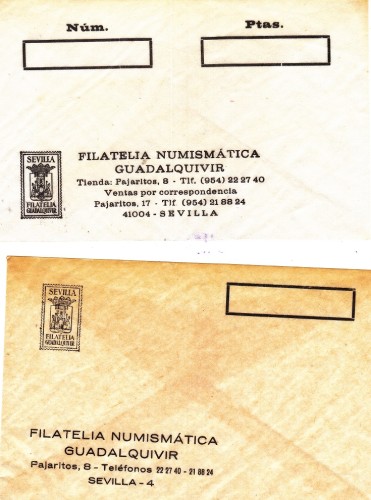 Núm. Ptas.
SEVILLA
FILATELIA
GUADALQUIVIR
FILATELIA NUMISMÁTICA
GUADALQUIVIR
Tienda: Pajaritos, 8 - Tlf. (954) 22 27 40
Ventas por correspondencia
Pajaritos, 17 - Tlf. (954) 21 88 24
41004 - SEVILLA
SEVILLA
FILATELIA
GUADALQUIVIR
FILATELIA NUMISMÁTICA
GUADALQUIVIR
Pajaritos, 8 - Teléfonos 22 27 40 - 21 88 24
SEVILLA - 4